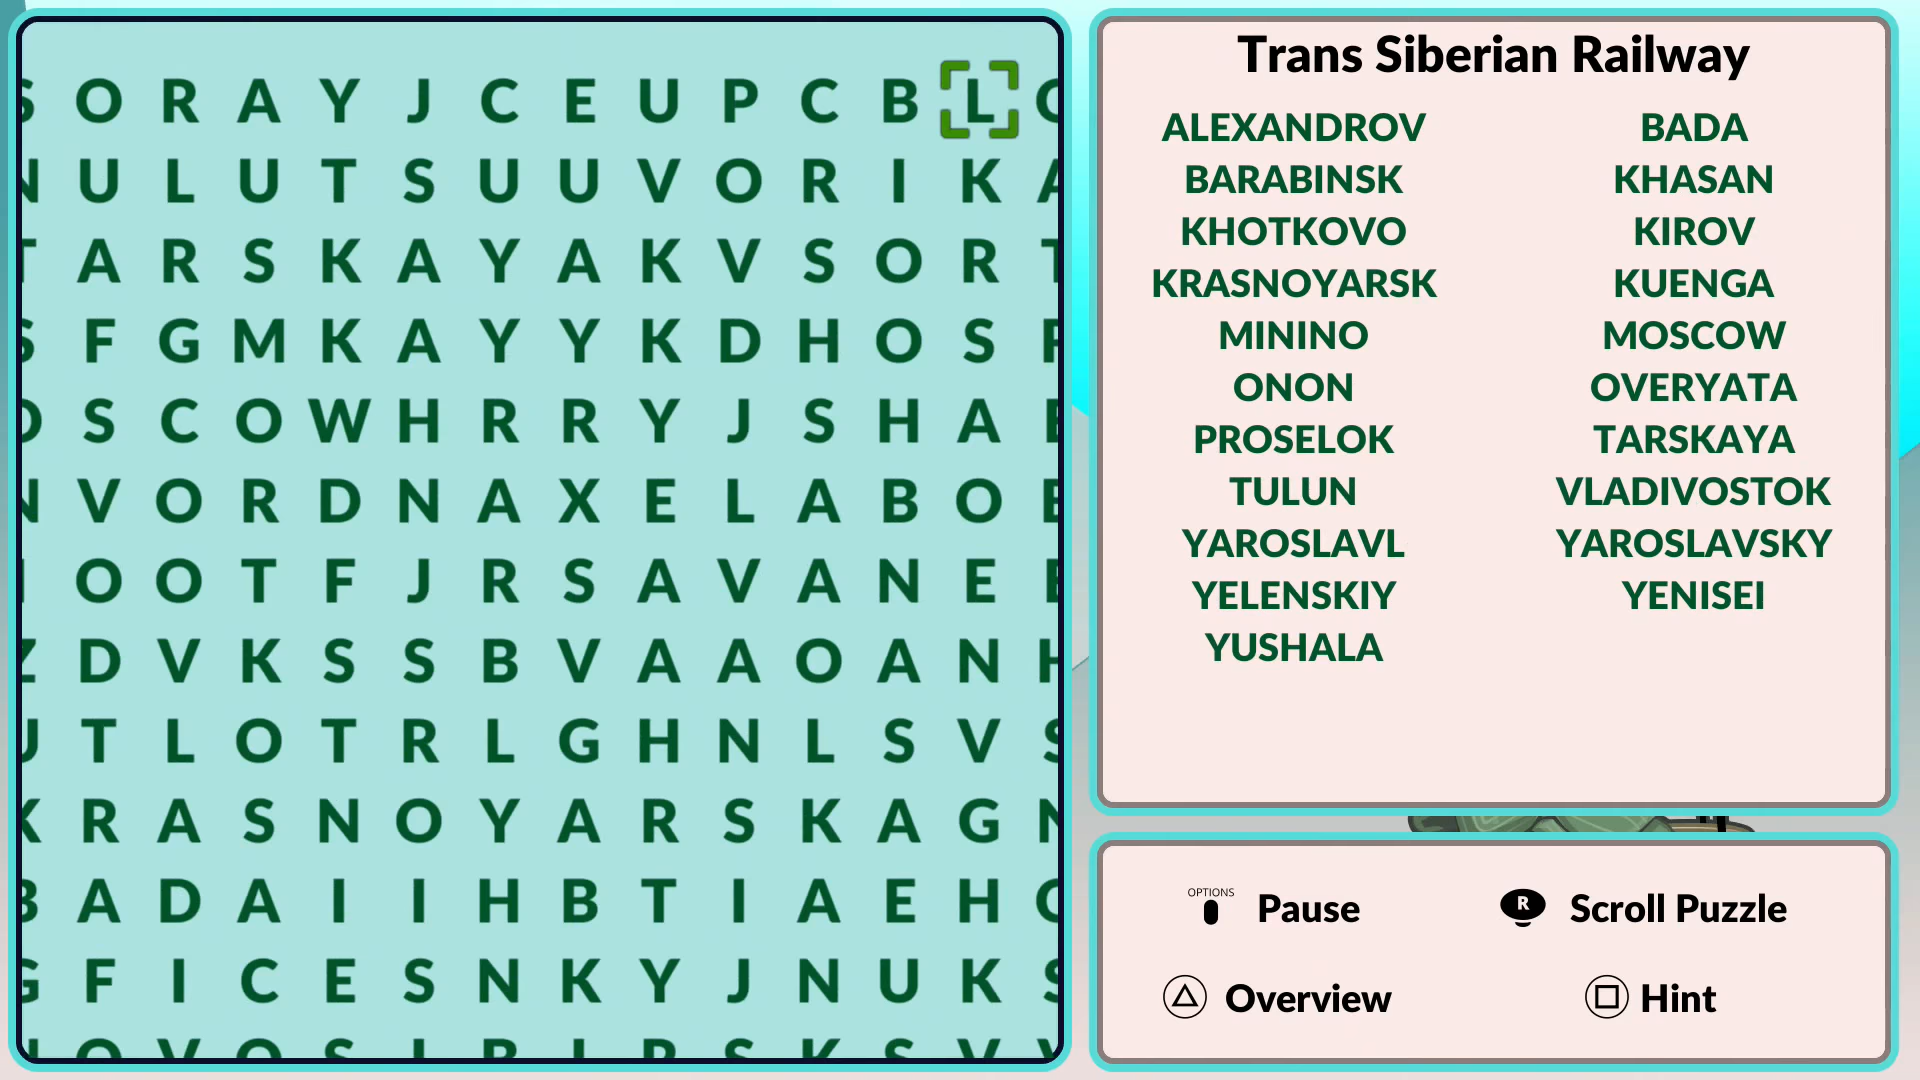 S O R A Y J C E U P C B L
N U L U T S U U V O R I K A
T A R S K A Y A K V S O R T
S F G M K A Y Y K D H O S
O S C O W H R R Y J S H A
N V O R D N A X E L A B O
O O T F J R S A V A N E
Z D V K S S B V A A O A N
U T L O T R L G H N L S V S
K R A S N O Y A R S K A G N
B A D A I I H B T I A E H
G F I C E S N K Y J N U K S
O V O S I B I R S K S V
Trans Siberian Railway
ALEXANDROV BADA
BARABINSK KHASAN
KHOTKOVO KIROV
KRASNOYARSK KUENGA
MININO MOSCOW
ONON OVERYATA
PROSELOK TARSKAYA
TULUN VLADIVOSTOK
YAROSLAVL YAROSLAVSKY
YELENSKIY YENISEI
YUSHALA
OPTIONS Pause R Scroll Puzzle
Overview Hint